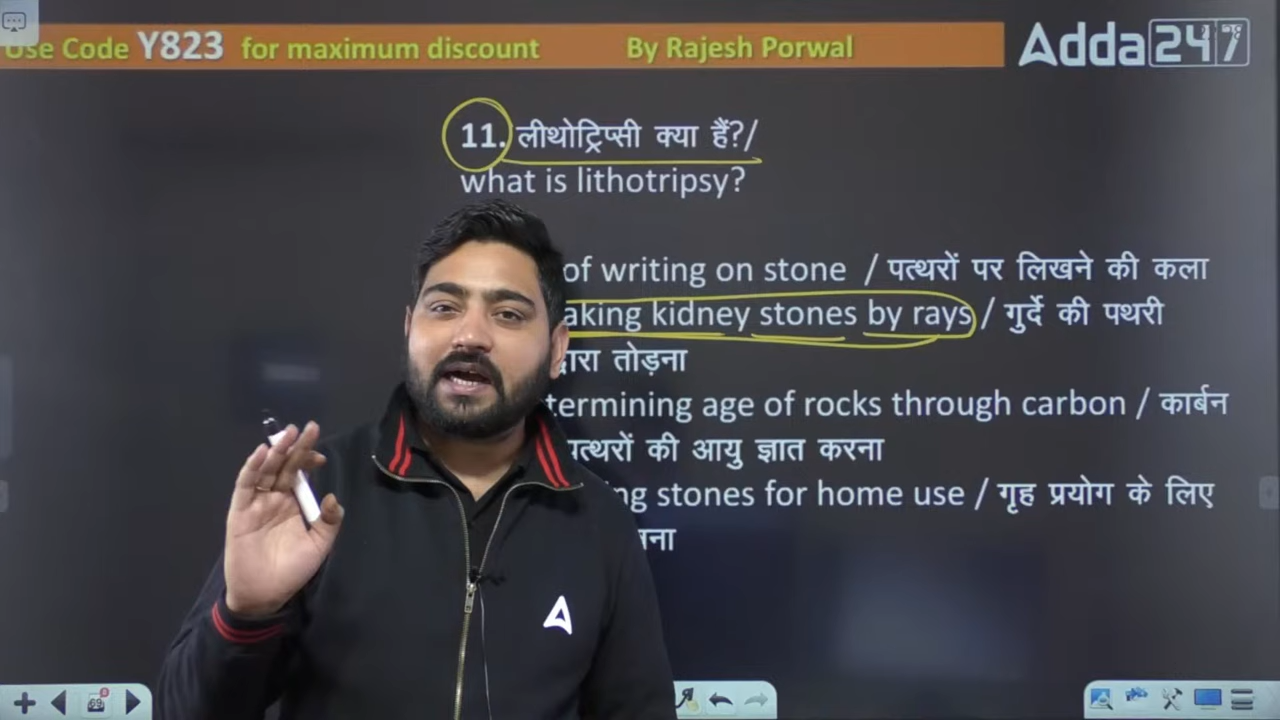 Use Code Y823 for maximum discount By Rajesh Porwal
Adda247
11. लीथोट्रिप्सी क्या हैं?/
what is lithotripsy?
of writing on stone / पत्थरों पर लिखने की कला
aking kidney stones by rays / गुर्दे की पथरी
द्वारा तोड़ना
termining age of rocks through carbon / कार्बन
पत्थरों की आयु ज्ञात करना
ng stones for home use / गृह प्रयोग के लिए